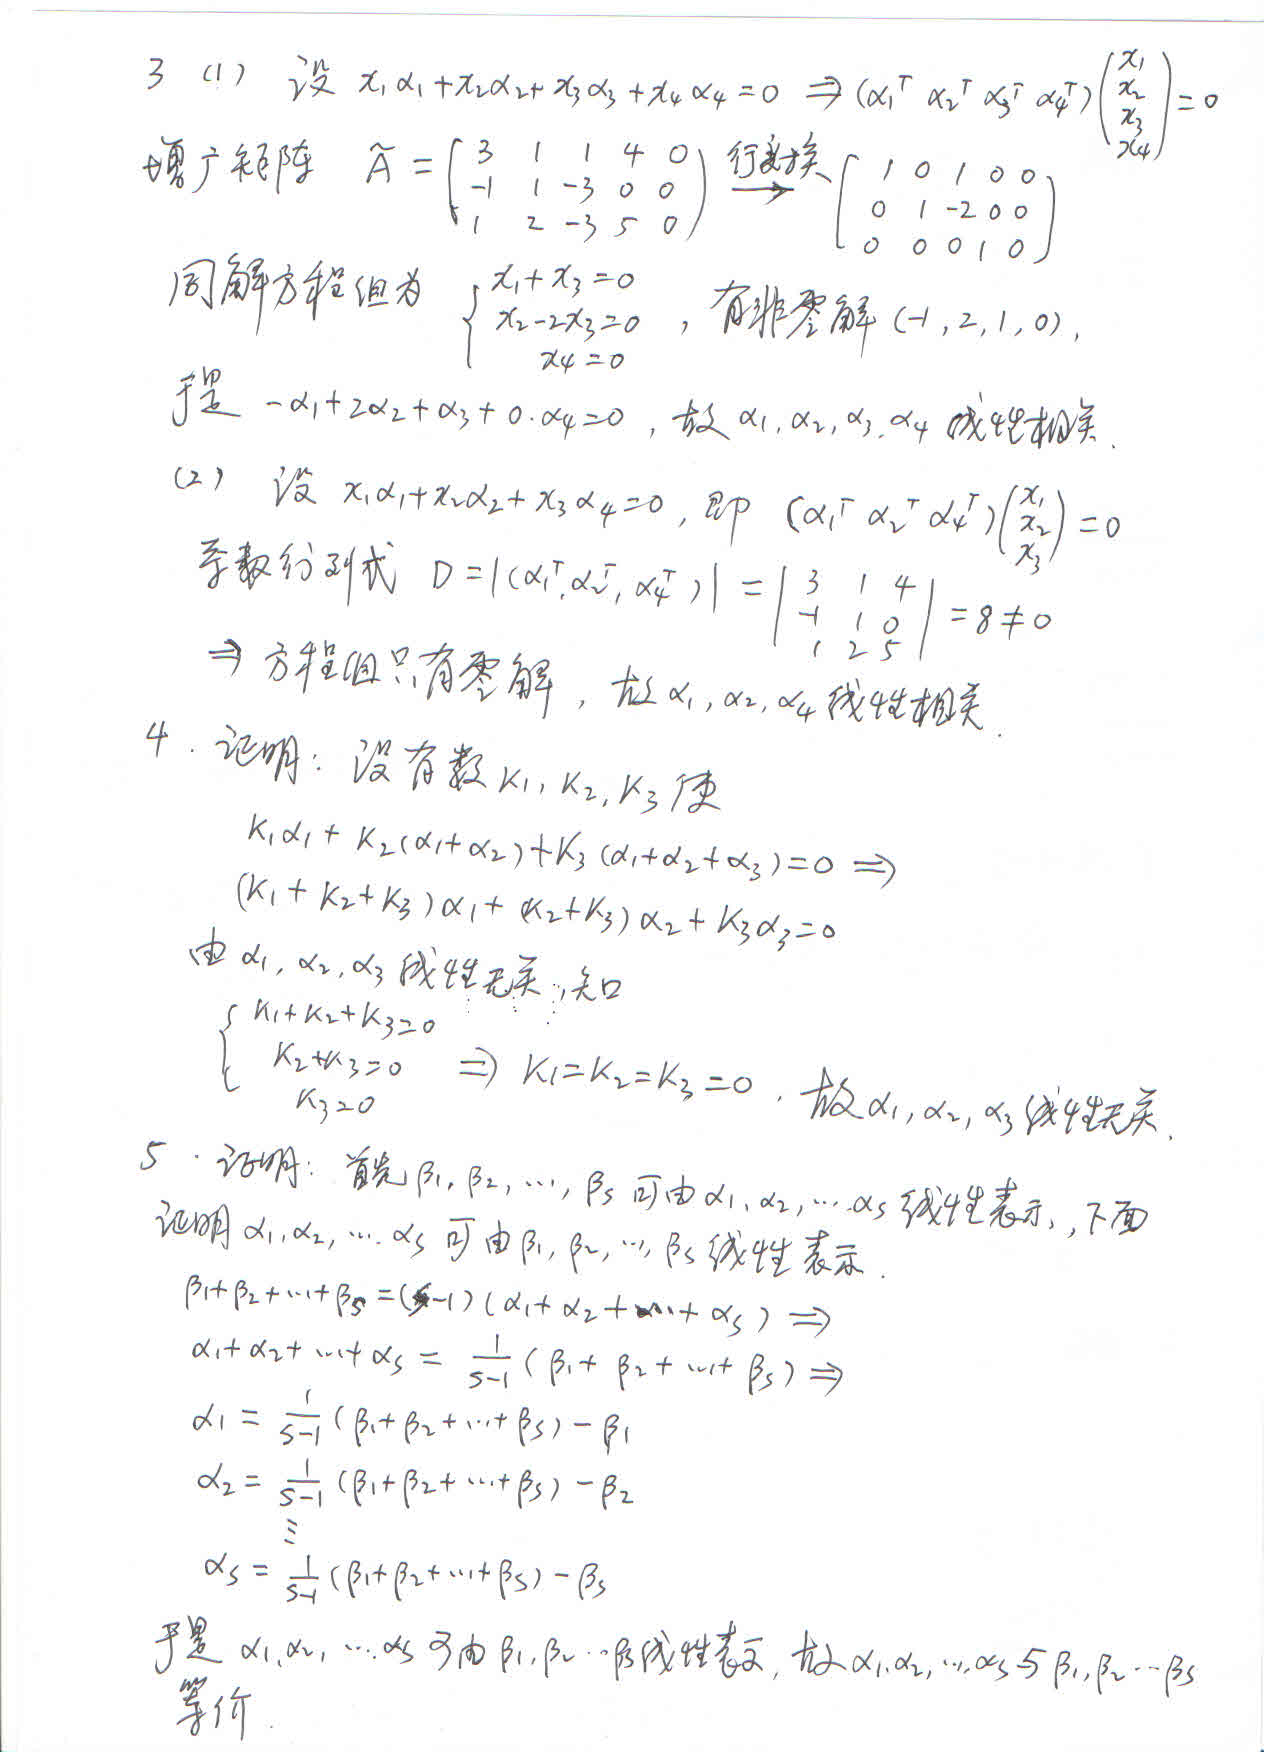 3 (1) 设 x₁α₁+x₂α₂+x₃α₃+x₄α₄=0 ⇒ (α₁ᵀ α₂ᵀ α₃ᵀ α₄ᵀ)(x₁ x₂ x₃ x₄)=0
增广矩阵 Ã = [3 1 1 4 0; -1 1 -3 0 0; 1 2 -3 5 0] 行变换 → [1 0 1 0 0; 0 1 -2 0 0; 0 0 0 1 0]
同解方程组为 { x₁+x₃=0
x₂-2x₃=0 , 有非零解 (-1, 2, 1, 0),
x₄=0
于是 -α₁+2α₂+α₃+0·α₄=0, 故 α₁, α₂, α₃, α₄ 线性相关.
(2) 设 x₁α₁+x₂α₂+x₃α₄=0, 即 (α₁ᵀ α₂ᵀ α₄ᵀ)(x₁ x₂ x₃)=0
系数行列式 D=|(α₁ᵀ, α₂ᵀ, α₄ᵀ)| = |3 1 4; -1 1 0; 1 2 5| = 8≠0
⇒ 方程组只有零解, 故 α₁, α₂, α₄ 线性相关.
4. 证明: 设有数 K₁, K₂, K₃ 使
K₁α₁+K₂(α₁+α₂)+K₃(α₁+α₂+α₃)=0 ⇒
(K₁+K₂+K₃)α₁+(K₂+K₃)α₂+K₃α₃=0
由 α₁, α₂, α₃ 线性无关, 知
{ K₁+K₂+K₃=0
K₂+K₃=0 ⇒ K₁=K₂=K₃=0. 故 α₁, α₂, α₃ 线性无关.
K₃=0
5. 证明: 首先 β₁, β₂, …, βs 可由 α₁, α₂, … αs 线性表示, 下面
证明 α₁, α₂, … αs 可由 β₁, β₂, …, βs 线性表示.
β₁+β₂+…+βs=(s-1)(α₁+α₂+…+αs) ⇒
α₁+α₂+…+αs = 1/(s-1) (β₁+β₂+…+βs) ⇒
α₁ = 1/(s-1) (β₁+β₂+…+βs) - β₁
α₂ = 1/(s-1) (β₁+β₂+…+βs) - β₂
⋮
αs = 1/(s-1) (β₁+β₂+…+βs) - βs
于是 α₁, α₂, … αs 可由 β₁, β₂ … βs 线性表示, 故 α₁, α₂, …, αs 与 β₁, β₂ … βs
等价.